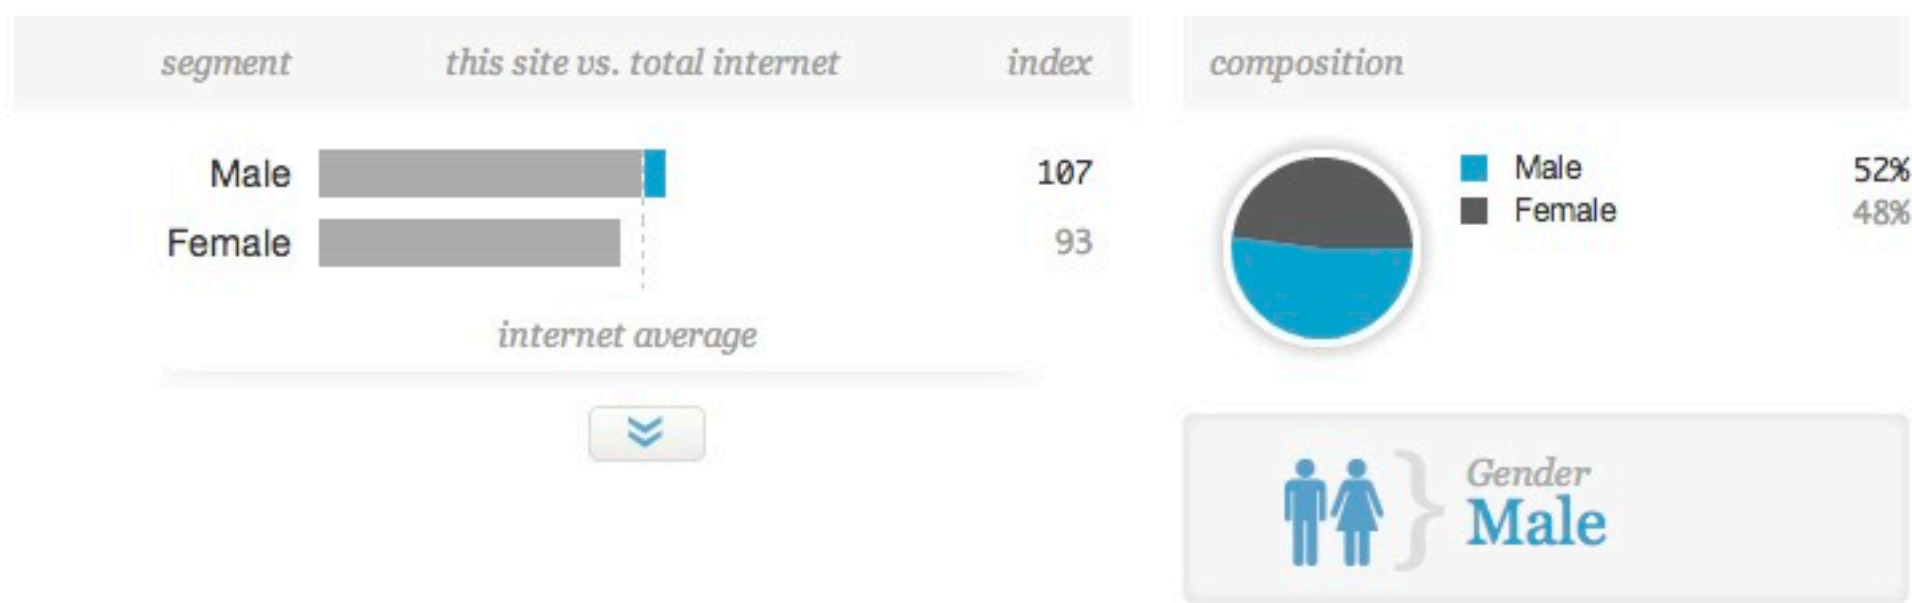 segment this site vs. total internet index
Male 107
Female 93
internet average
composition
Male 52%
Female 48%
Gender
Male